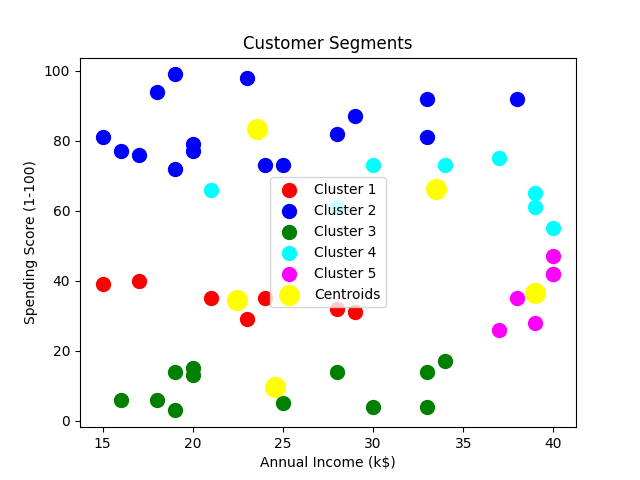 Customer Segments
100
80
60
40
20
0
Spending Score (1-100)
Cluster 1
Cluster 2
Cluster 3
Cluster 4
Cluster 5
Centroids
15 20 25 30 35 40
Annual Income (k$)